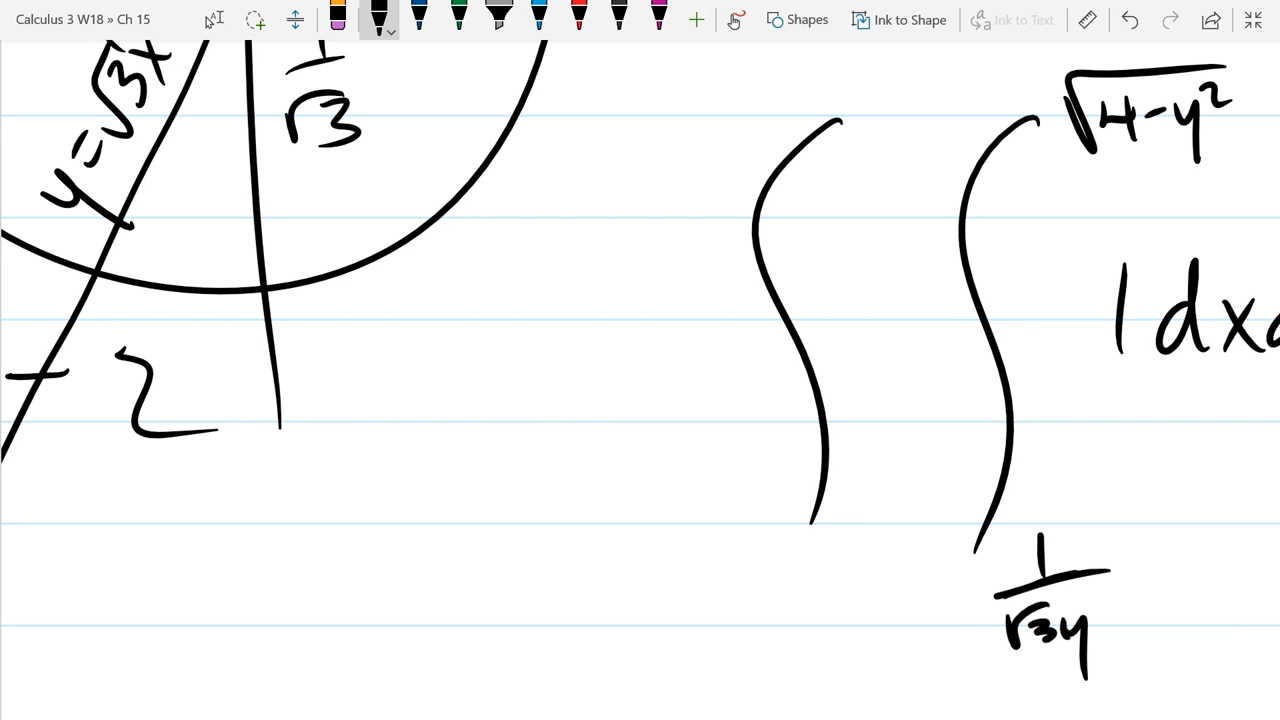 Calculus 3 W18 » Ch 15
Shapes
Ink to Shape
Ink to Text
y = √3x
1
√3
2
∫ ∫ 1 dx
√4-y²
1
√3y